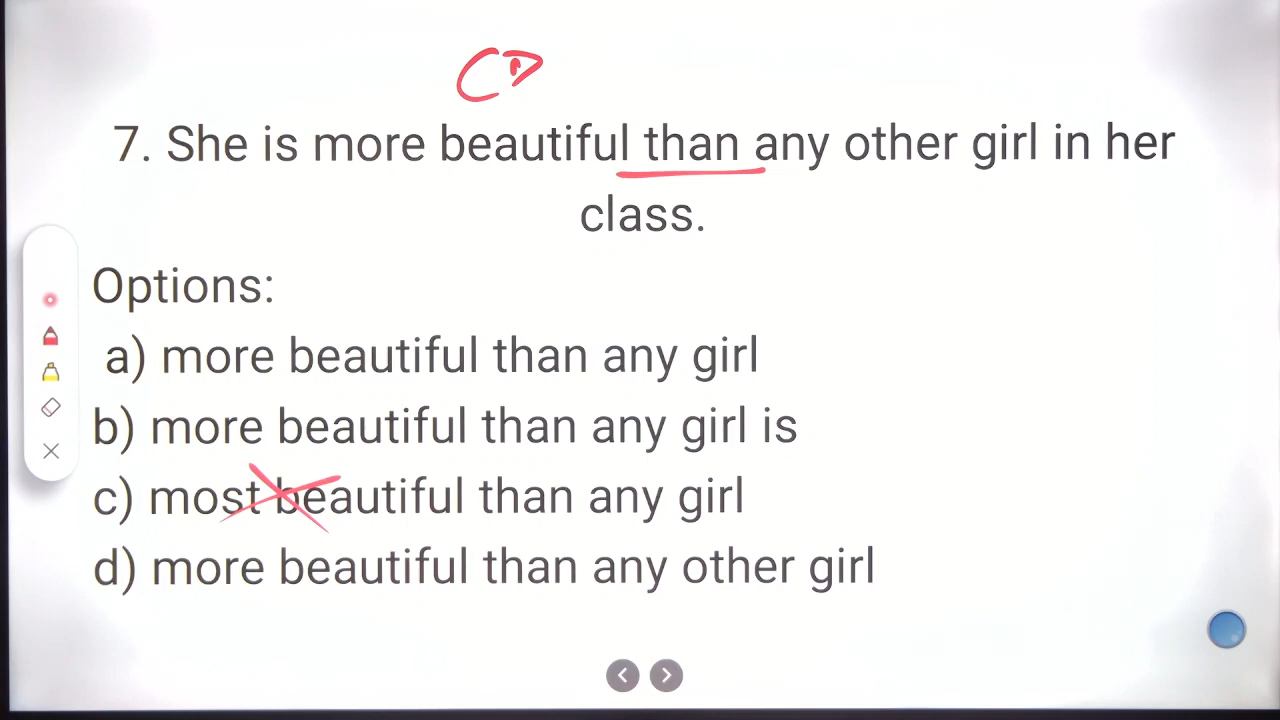 CD
7. She is more beautiful than any other girl in her
class.
Options:
a) more beautiful than any girl
b) more beautiful than any girl is
c) most beautiful than any girl
d) more beautiful than any other girl